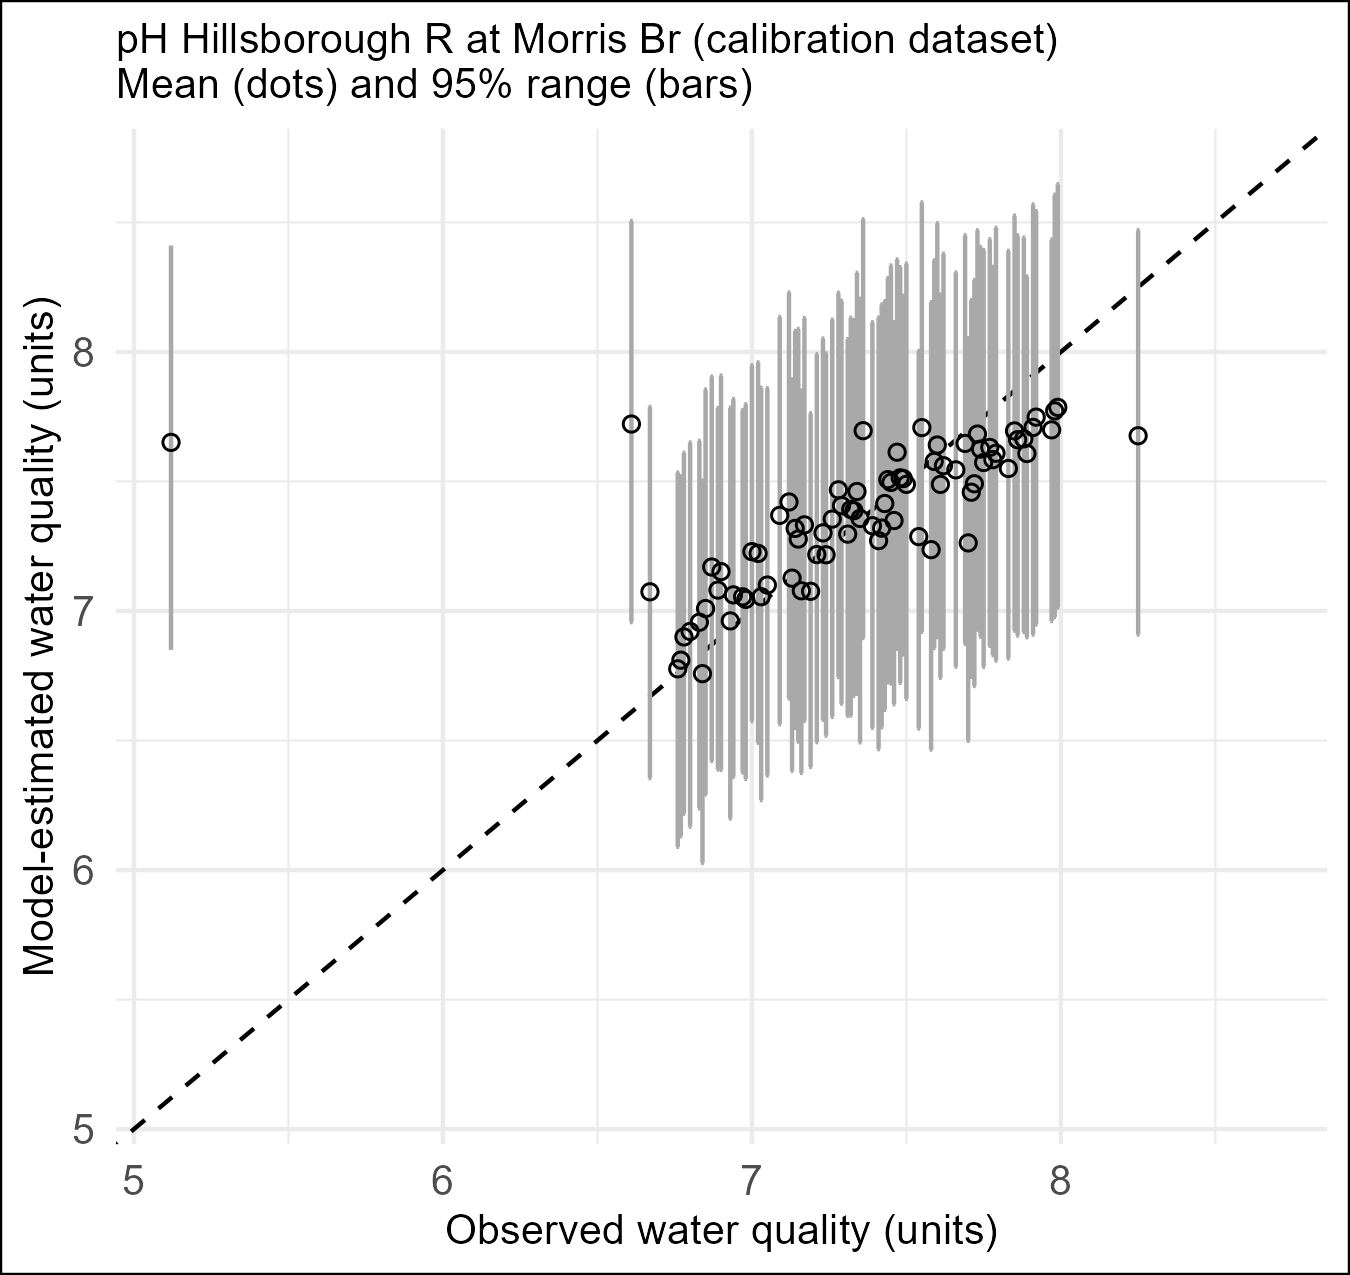 pH Hillsborough R at Morris Br (calibration dataset)
Mean (dots) and 95% range (bars)
Model-estimated water quality (units)
8
7
6
5
5 6 7 8
Observed water quality (units)